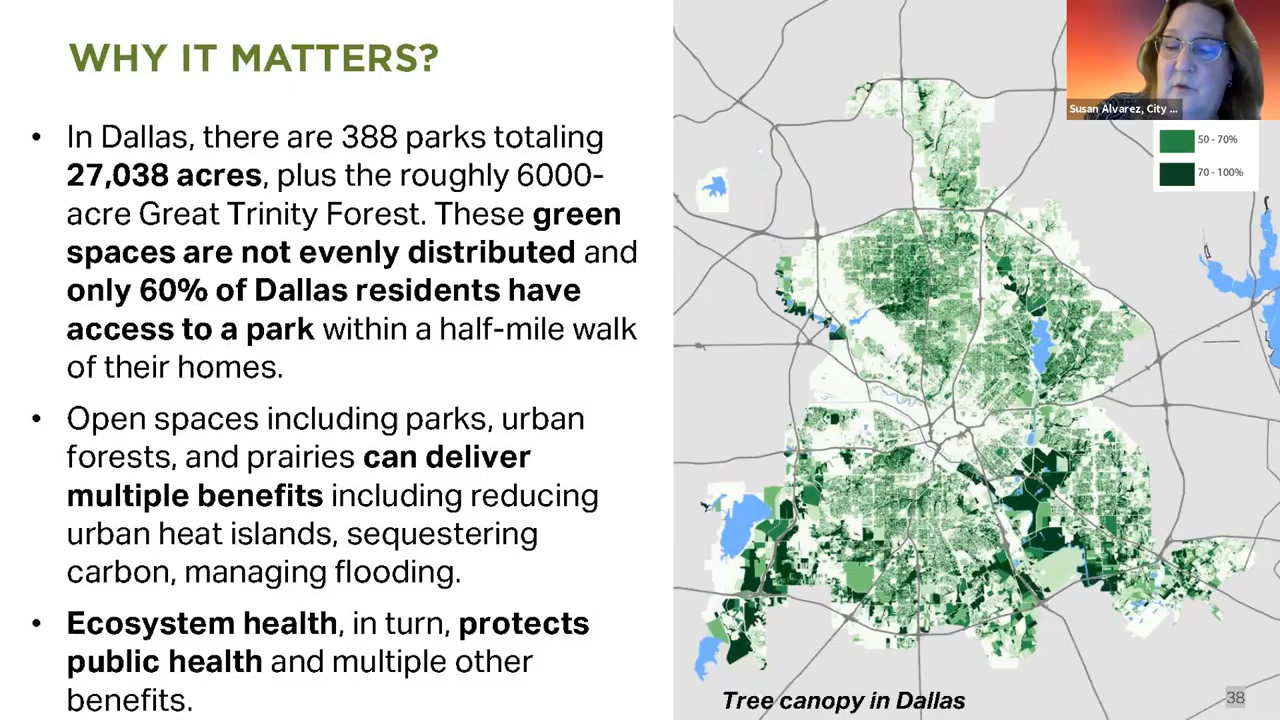 WHY IT MATTERS?
• In Dallas, there are 388 parks totaling
27,038 acres, plus the roughly 6000-
acre Great Trinity Forest. These green
spaces are not evenly distributed and
only 60% of Dallas residents have
access to a park within a half-mile walk
of their homes.
• Open spaces including parks, urban
forests, and prairies can deliver
multiple benefits including reducing
urban heat islands, sequestering
carbon, managing flooding.
• Ecosystem health, in turn, protects
public health and multiple other
benefits.
Susan Alvarez, City ...
50 - 70%
70 - 100%
Tree canopy in Dallas
38